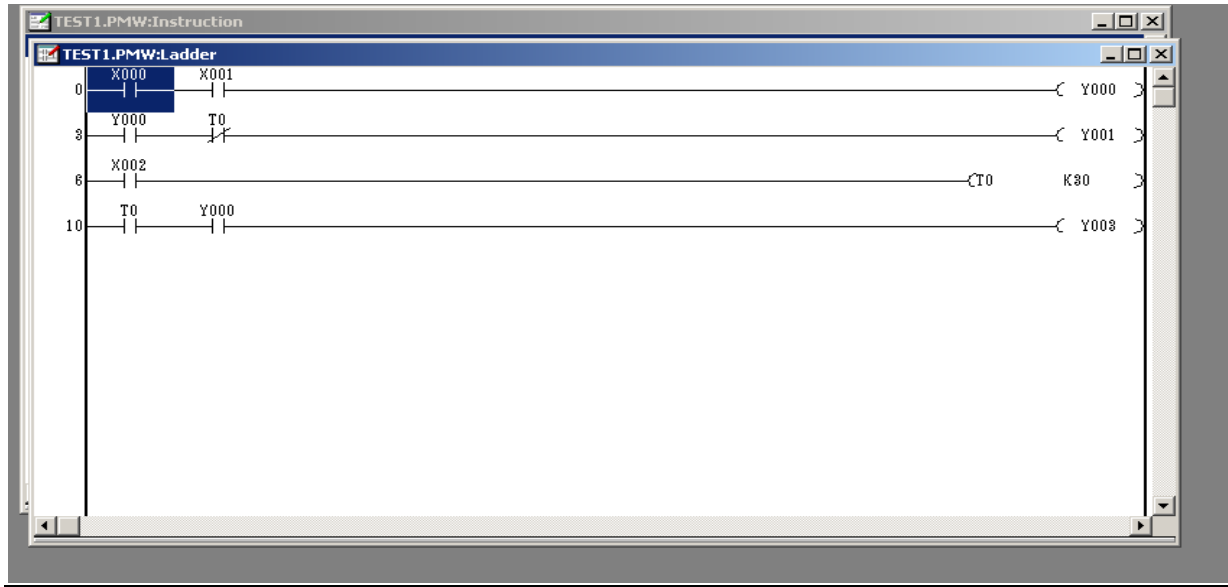 TEST1.PMW:Instruction
TEST1.PMW:Ladder
X000 X001
0 Y000
Y000 T0
3 Y001
X002
6 T0 K30
T0 Y000
10 Y003